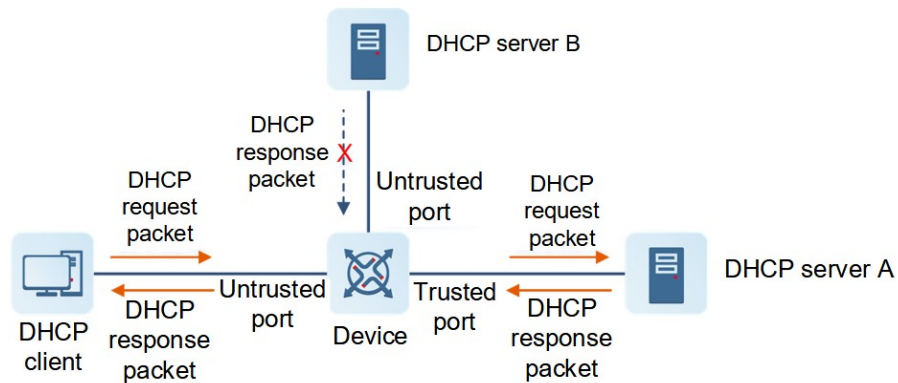 DHCP server B
DHCP
response
packet
X
Untrusted
port
DHCP
request
packet
DHCP
request
packet
DHCP server A
Untrusted
port
Trusted
port
DHCP
client
DHCP
response
packet
Device
DHCP
response
packet